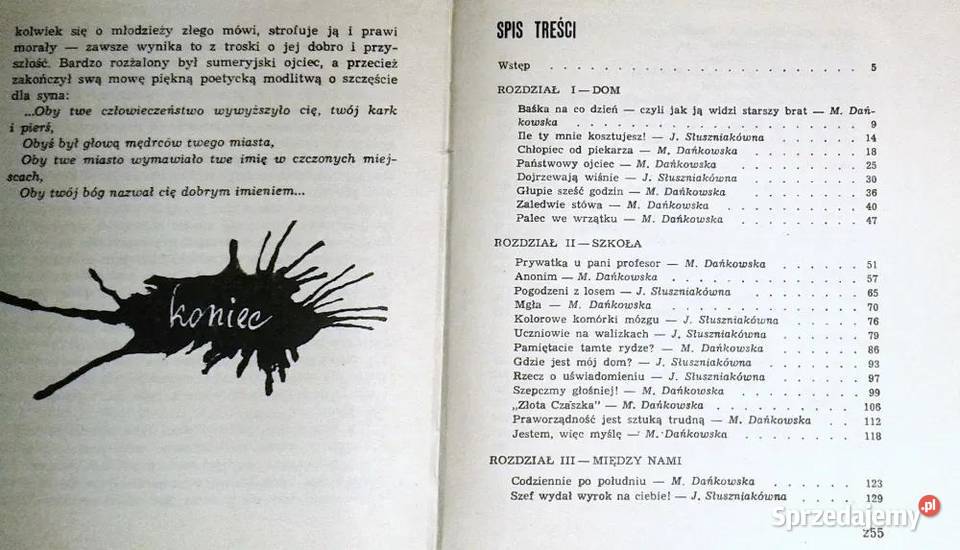 kolwiek się o młodzieży złego mówi, strofuje ją i prawi
morały — zawsze wynika to z troski o jej dobro i przy-
szłość. Bardzo rozżalony był sumeryjski ojciec, a przecież
zakończył swą mowę piękną poetycką modlitwą o szczęście
dla syna:
...Oby twe człowieczeństwo wywyższyło cię, twój kark
i pierś,
Obyś był głową mędrców twego miasta,
Oby twe miasto wymawiało twe imię w czczonych miej-
scach,
Oby twój bóg nazwał cię dobrym imieniem...
koniec
SPIS TREŚCI
Wstęp . . . . . . . . . . . . . . 5
ROZDZIAŁ I — DOM
Baśka na co dzień — czyli jak ją widzi starszy brat — M. Dań-
kowska . . . . . . . . . . . . . . 9
Ile ty mnie kosztujesz! — J. Słuszniakówna . . . . . . . 14
Chłopiec od piekarza — M. Dańkowska . . . . . . . . 18
Państwowy ojciec — M. Dańkowska . . . . . . . . 25
Dojrzewają wiśnie — J. Słuszniakówna . . . . . . . . 30
Głupie sześć godzin — M. Dańkowska . . . . . . . . 36
Zaledwie stówa — M. Dańkowska . . . . . . . . 40
Palec we wrzątku — M. Dańkowska . . . . . . . . 47
ROZDZIAŁ II — SZKOŁA
Prywatka u pani profesor — M. Dańkowska . . . . . . 51
Anonim — M. Dańkowska . . . . . . . . . . 57
Pogodzeni z losem — J. Słuszniakówna . . . . . . . 65
Mgła — M. Dańkowska . . . . . . . . . . 70
Kolorowe komórki mózgu — J. Słuszniakówna . . . . . . 76
Uczniowie na walizkach — J. Słuszniakówna . . . . . . 79
Pamiętacie tamte rydze? — M. Dańkowska . . . . . . 86
Gdzie jest mój dom? — J. Słuszniakówna . . . . . . . 93
Rzecz o uświadomieniu — J. Słuszniakówna . . . . . . 97
Szepczmy głośniej! — M. Dańkowska . . . . . . . . 99
„Złota Czaszka" — M. Dańkowska . . . . . . . . 106
Praworządność jest sztuką trudną — M. Dańkowska . . . 112
Jestem, więc myślę — M. Dańkowska . . . . . . . . 118
ROZDZIAŁ III — MIĘDZY NAMI
Codziennie po południu — M. Dańkowska . . . . . . 123
Szef wydał wyrok na ciebie! — J. Słuszniakówna . . . . 129
255
Sprzedajemy.pl